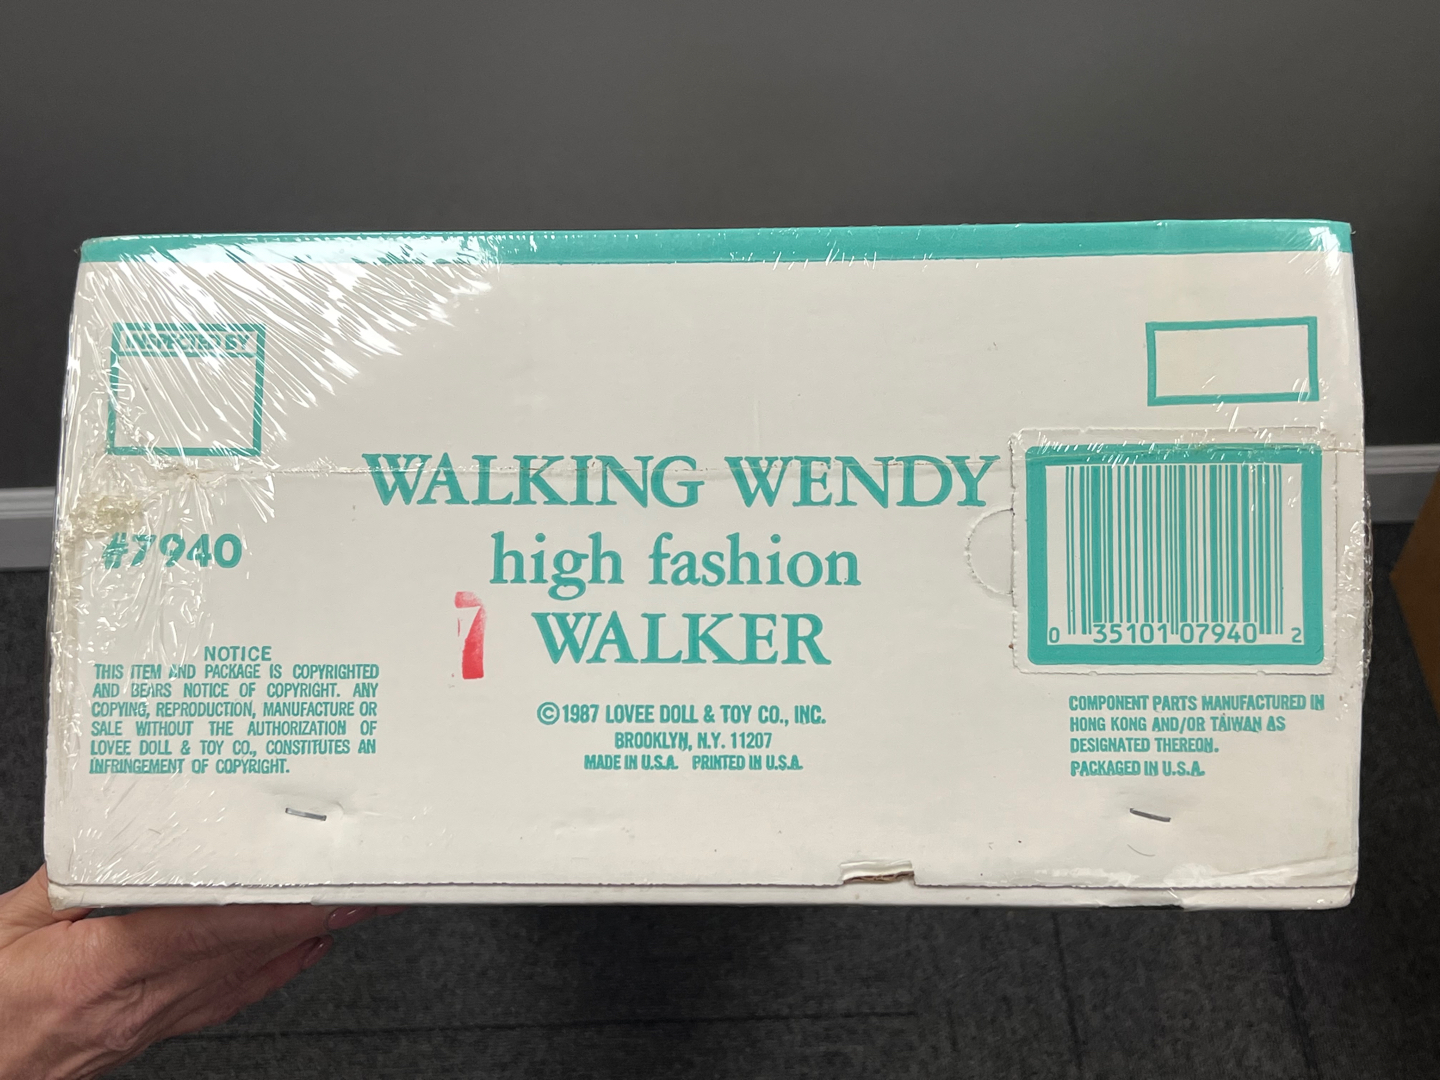 INSPECTED BY
WALKING WENDY
high fashion
WALKER
#7940
7
NOTICE
THIS ITEM AND PACKAGE IS COPYRIGHTED
AND BEARS NOTICE OF COPYRIGHT. ANY
COPYING, REPRODUCTION, MANUFACTURE OR
SALE WITHOUT THE AUTHORIZATION OF
LOVEE DOLL & TOY CO., CONSTITUTES AN
INFRINGEMENT OF COPYRIGHT.
©1987 LOVEE DOLL & TOY CO., INC.
BROOKLYN, N.Y. 11207
MADE IN U.S.A. PRINTED IN U.S.A.
0 35101 07940 2
COMPONENT PARTS MANUFACTURED IN
HONG KONG AND/OR TAIWAN AS
DESIGNATED THEREON.
PACKAGED IN U.S.A.